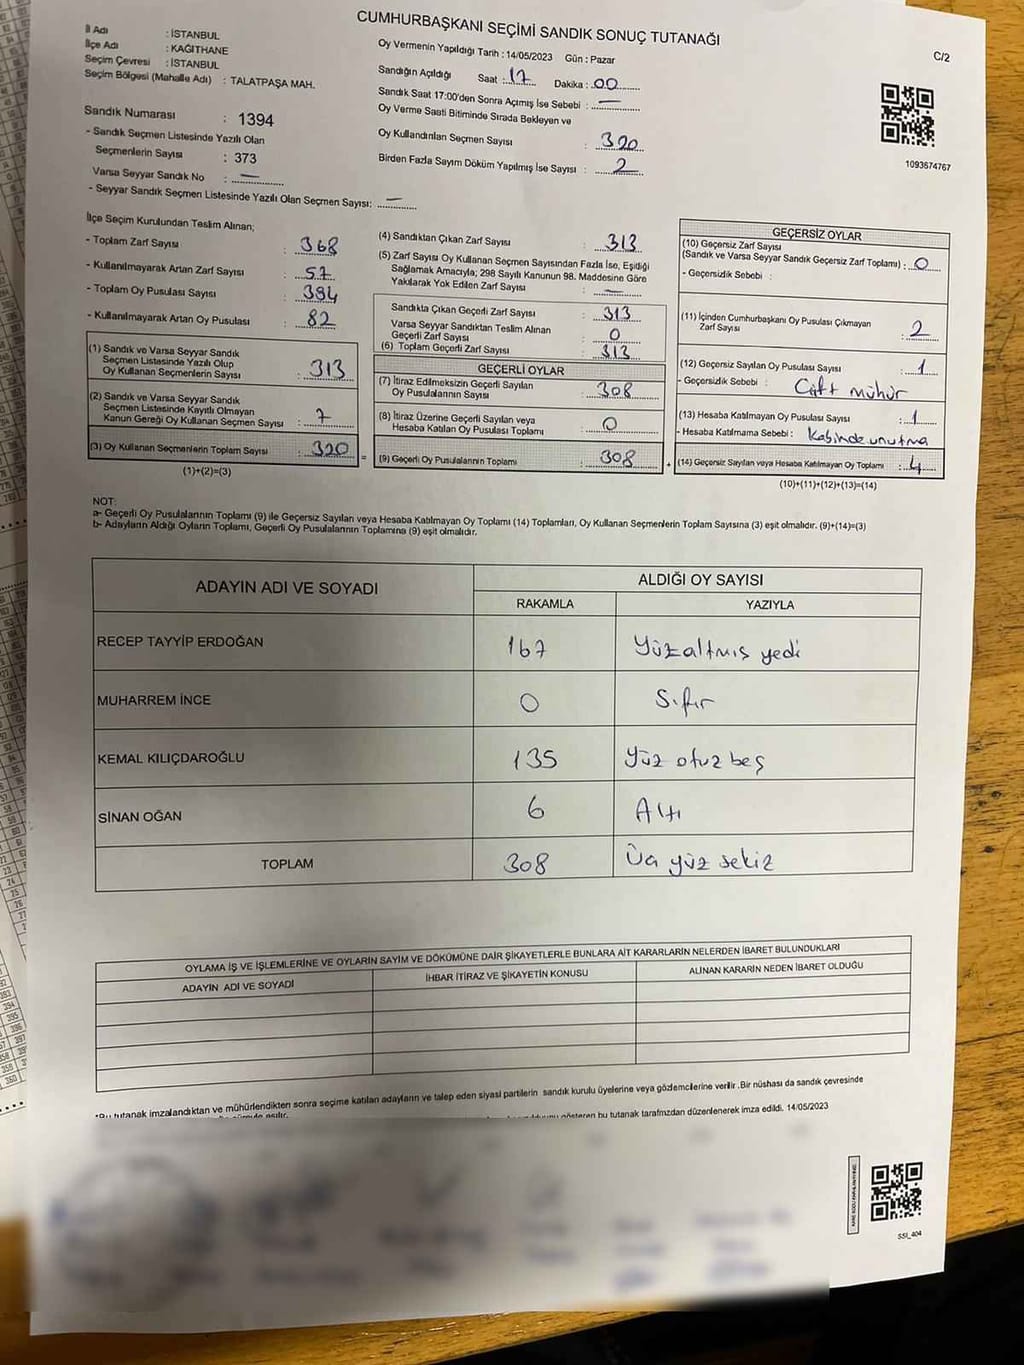 CUMHURBAŞKANI SEÇİMİ SANDIK SONUÇ TUTANAĞI
C/2
İl Adı : İSTANBUL
İlçe Adı : KAĞITHANE
Seçim Çevresi : İSTANBUL
Seçim Bölgesi (Mahalle Adı) : TALATPAŞA MAH.
Sandık Numarası : 1394
- Sandık Seçmen Listesinde Yazılı Olan
Seçmenlerin Sayısı : 373
Varsa Seyyar Sandık No : —
- Seyyar Sandık Seçmen Listesinde Yazılı Olan Seçmen Sayısı: —
Oy Vermenin Yapıldığı Tarih : 14/05/2023 Gün : Pazar
Sandığın Açıldığı Saat : 17 Dakika : 00
Sandık Saat 17:00'den Sonra Açımış İse Sebebi : —
Oy Verme Saati Bitiminde Sırada Bekleyen ve
Oy Kullandırılan Seçmen Sayısı : 320
Birden Fazla Sayım Döküm Yapılmış İse Sayısı : 2
1093674767
İlçe Seçim Kurulundan Teslim Alınan;
- Toplam Zarf Sayısı : 368
- Kullanılmayarak Artan Zarf Sayısı : 57
- Toplam Oy Pusulası Sayısı : 394
- Kullanılmayarak Artan Oy Pusulası : 82
(1) Sandık ve Varsa Seyyar Sandık
Seçmen Listesinde Yazılı Olup
Oy Kullanan Seçmenlerin Sayısı : 313
(2) Sandık ve Varsa Seyyar Sandık
Seçmen Listesinde Kayıtlı Olmayan
Kanun Gereği Oy Kullanan Seçmen Sayısı : 7
(3) Oy Kullanan Seçmenlerin Toplam Sayısı : 320
(1)+(2)=(3)
=
(4) Sandıktan Çıkan Zarf Sayısı : 313
(5) Zarf Sayısı Oy Kullanan Seçmen Sayısından Fazla İse, Eşitliği
Sağlamak Amacıyla; 298 Sayılı Kanunun 98. Maddesine Göre
Yakılarak Yok Edilen Zarf Sayısı : —
Sandıkta Çıkan Geçerli Zarf Sayısı : 313
Varsa Seyyar Sandıktan Teslim Alınan
Geçerli Zarf Sayısı : 0
(6) Toplam Geçerli Zarf Sayısı : 313
GEÇERLİ OYLAR
(7) İtiraz Edilmeksizin Geçerli Sayılan
Oy Pusulalarının Sayısı : 308
(8) İtiraz Üzerine Geçerli Sayılan veya
Hesaba Katılan Oy Pusulası Toplamı : 0
(9) Geçerli Oy Pusulalarının Toplamı : 308
+
GEÇERSİZ OYLAR
(10) Geçersiz Zarf Sayısı
(Sandık ve Varsa Seyyar Sandık Geçersiz Zarf Toplamı) : 0
- Geçersizlik Sebebi :
(11) İçinden Cumhurbaşkanı Oy Pusulası Çıkmayan
Zarf Sayısı : 2
(12) Geçersiz Sayılan Oy Pusulası Sayısı : 1
- Geçersizlik Sebebi : Çift mühür
(13) Hesaba Katılmayan Oy Pusulası Sayısı : 1
- Hesaba Katılmama Sebebi : Kabinde unutma
(14) Geçersiz Sayılan veya Hesaba Katılmayan Oy Toplamı : 4
(10)+(11)+(12)+(13)=(14)
NOT:
a- Geçerli Oy Pusulalarının Toplamı (9) ile Geçersiz Sayılan veya Hesaba Katılmayan Oy Toplamı (14) Toplamları, Oy Kullanan Seçmenlerin Toplam Sayısına (3) eşit olmalıdır. (9)+(14)=(3)
b- Adayların Aldığı Oyların Toplamı, Geçerli Oy Pusulalarının Toplamına (9) eşit olmalıdır.
ADAYIN ADI VE SOYADI ALDIĞI OY SAYISI
RAKAMLA YAZIYLA
RECEP TAYYİP ERDOĞAN 167 Yüzaltmış yedi
MUHARREM İNCE 0 Sıfır
KEMAL KILIÇDAROĞLU 135 Yüz otuz beş
SİNAN OĞAN 6 Altı
TOPLAM 308 Üç yüz sekiz
OYLAMA İŞ VE İŞLEMLERİNE VE OYLARIN SAYIM VE DÖKÜMÜNE DAİR ŞİKAYETLERLE BUNLARA AİT KARARLARIN NELERDEN İBARET BULUNDUKLARI
ADAYIN ADI VE SOYADI İHBAR İTİRAZ VE ŞİKAYETİN KONUSU ALINAN KARARIN NEDEN İBARET OLDUĞU
*Bu tutanak imzalandıktan ve mühürlendikten sonra seçime katılan adayların ve talep eden siyasi partilerin sandık kurulu üyelerine veya gözlemcilerine verilir .Bir nüshası da sandık çevresinde
gösteren bu tutanak tarafımızdan düzenlenerek imza edildi. 14/05/2023
SSI_404